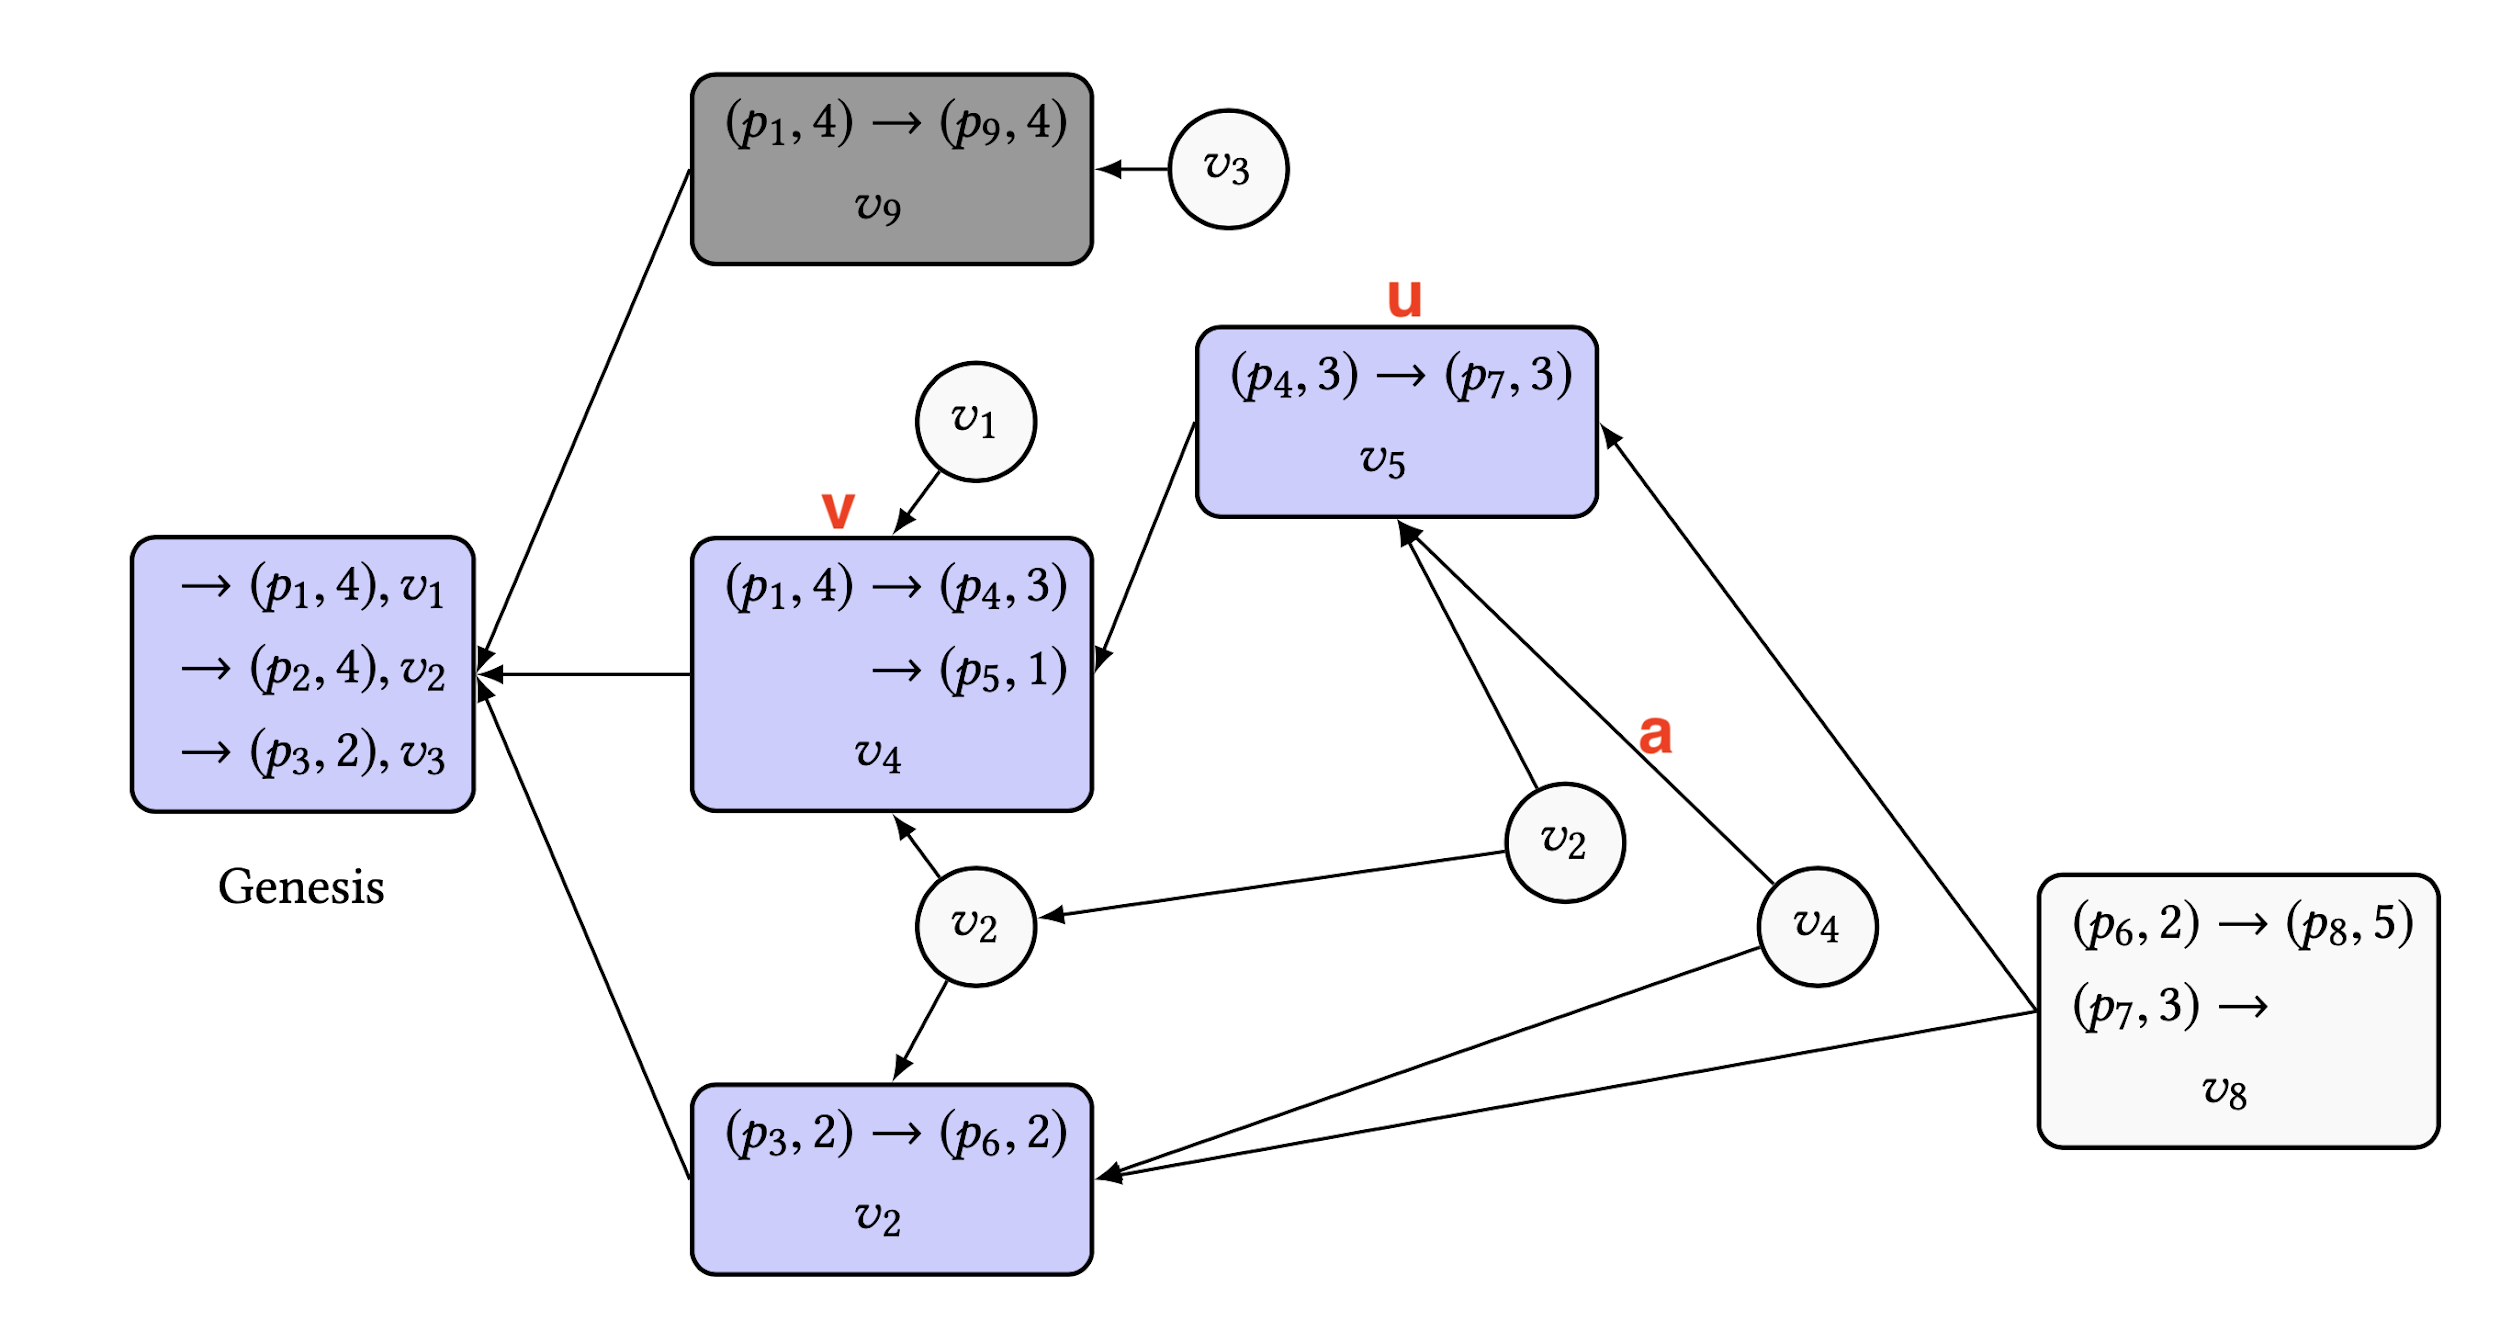 (p₁, 4) → (p₉, 4)
v₉
v₃
u
(p₄, 3) → (p₇, 3)
v₅
v₁
v
(p₁, 4) → (p₄, 3)
→ (p₅, 1)
v₄
→ (p₁, 4), v₁
→ (p₂, 4), v₂
→ (p₃, 2), v₃
Genesis
a
v₂
v₂
v₄
(p₆, 2) → (p₈, 5)
(p₇, 3) →
v₈
(p₃, 2) → (p₆, 2)
v₂